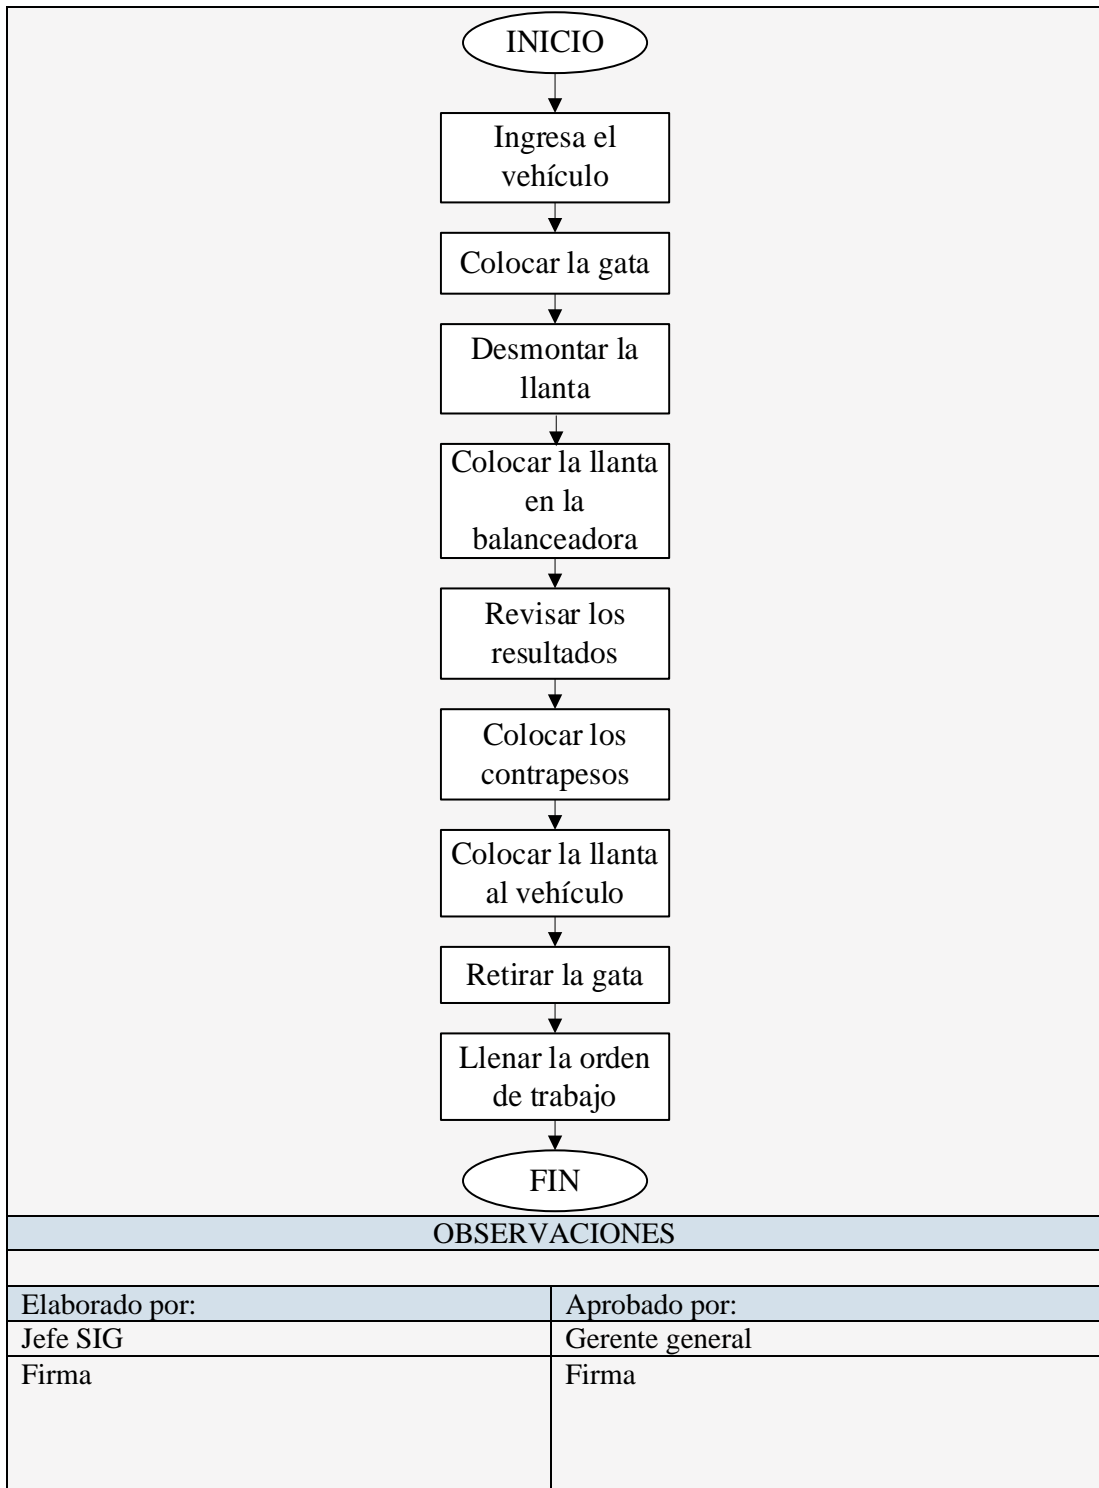 INICIO
Ingresa el
vehículo
Colocar la gata
Desmontar la
llanta
Colocar la llanta
en la
balanceadora
Revisar los
resultados
Colocar los
contrapesos
Colocar la llanta
al vehículo
Retirar la gata
Llenar la orden
de trabajo
FIN
OBSERVACIONES
Elaborado por:
Aprobado por:
Jefe SIG
Gerente general
Firma
Firma